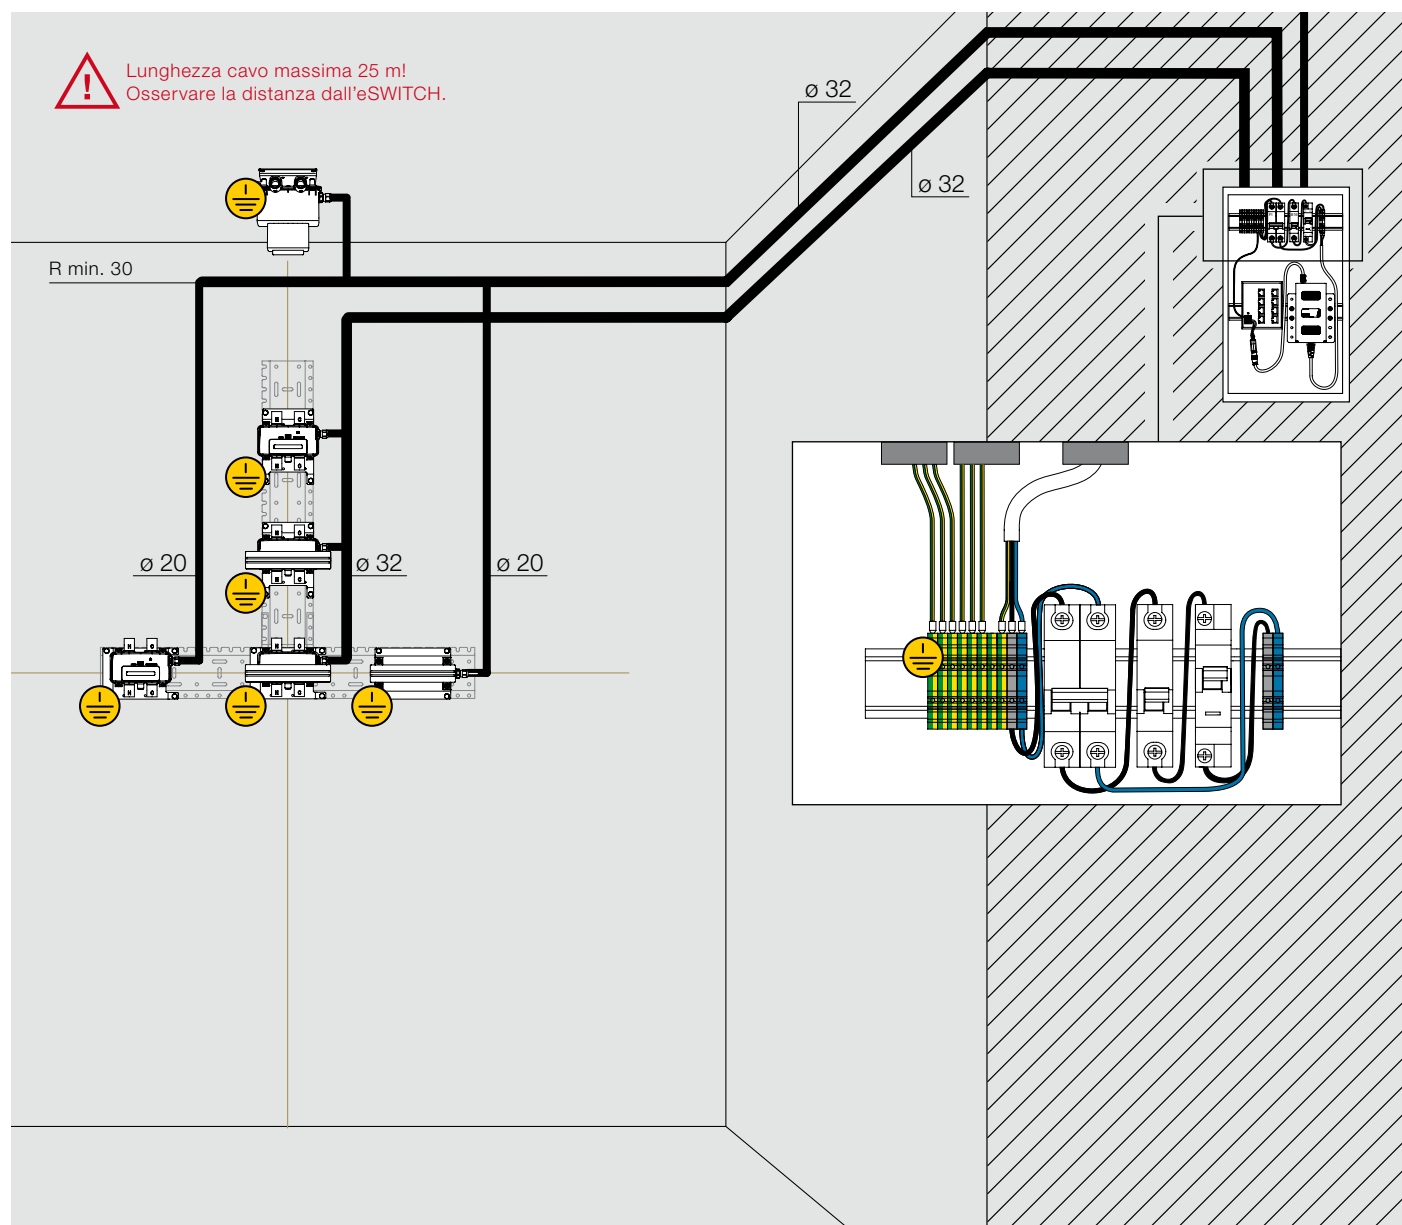 Lunghezza cavo massima 25 m!
Osservare la distanza dall'eSWITCH.
ø 32
ø 32
R min. 30
ø 20
ø 32
ø 20